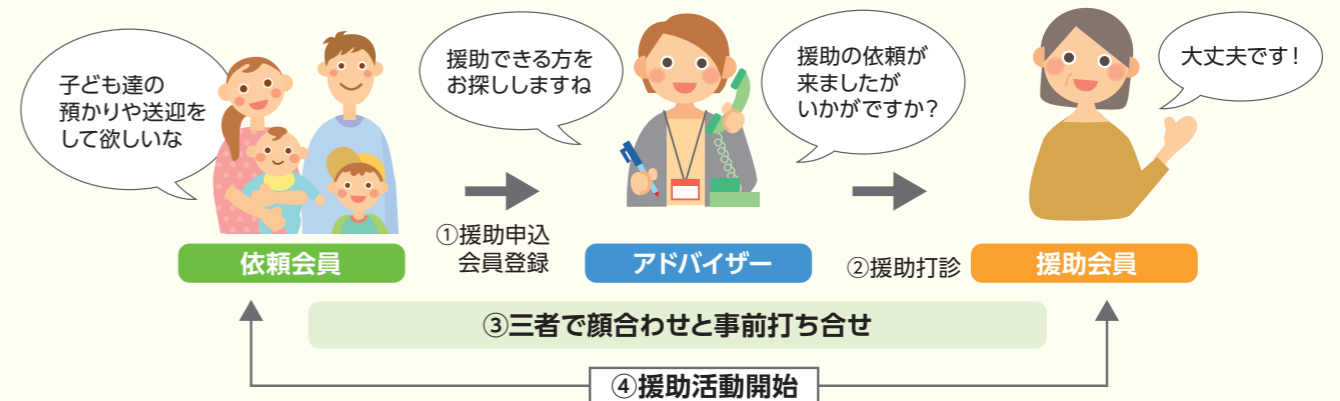 子ども達の
預かりや送迎を
して欲しいな
援助できる方を
お探ししますね
援助の依頼が
来ましたが
いかがですか？
大丈夫です！
①援助申込
会員登録
②援助打診
依頼会員
アドバイザー
援助会員
③三者で顔合わせと事前打ち合せ
④援助活動開始